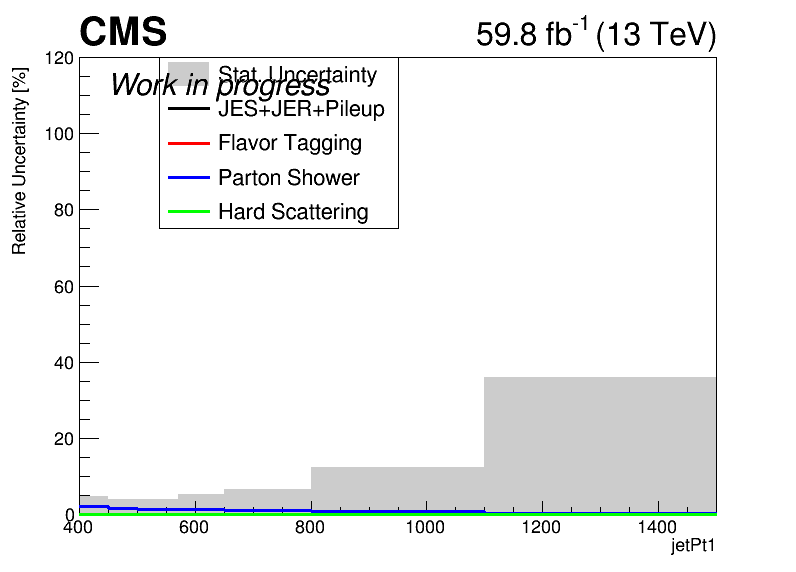 CMS 59.8 fb-1 (13 TeV)
Work in progress
Stat. Uncertainty
JES+JER+Pileup
Flavor Tagging
Parton Shower
Hard Scattering
Relative Uncertainty [%]
120
100
80
60
40
20
0
400 600 800 1000 1200 1400
jetPt1